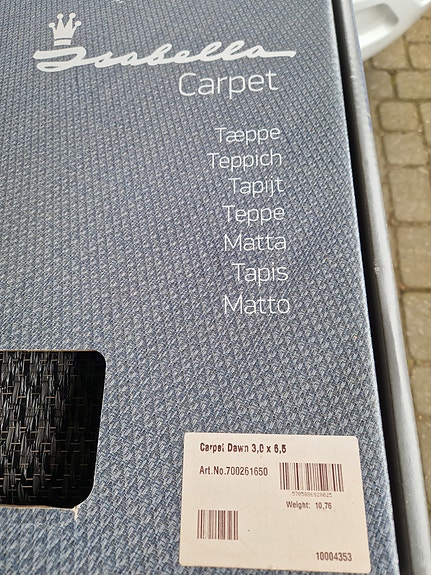 Isabella
Carpet
Tæppe
Teppich
Tapijt
Teppe
Matta
Tapis
Matto
Carpet Dawn 3,0 x 6,5
Art.No.700261650
Weight: 10,76
10004353